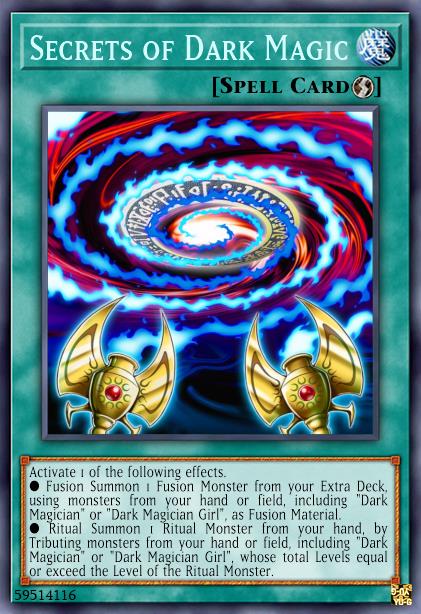 Secrets of Dark Magic
魔
[Spell Card]
Activate 1 of the following effects.
● Fusion Summon 1 Fusion Monster from your Extra Deck,
using monsters from your hand or field, including "Dark
Magician" or "Dark Magician Girl", as Fusion Material.
● Ritual Summon 1 Ritual Monster from your hand, by
Tributing monsters from your hand or field, including "Dark
Magician" or "Dark Magician Girl", whose total Levels equal
or exceed the Level of the Ritual Monster.
59514116